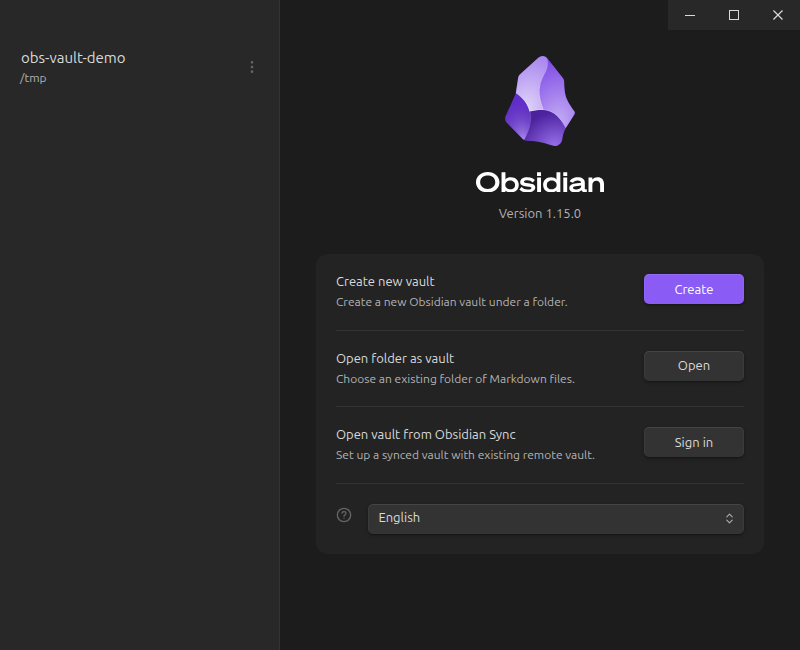 obs-vault-demo
/tmp
Obsidian
Version 1.15.0
Create new vault
Create a new Obsidian vault under a folder.
Create
Open folder as vault
Choose an existing folder of Markdown files.
Open
Open vault from Obsidian Sync
Set up a synced vault with existing remote vault.
Sign in
English